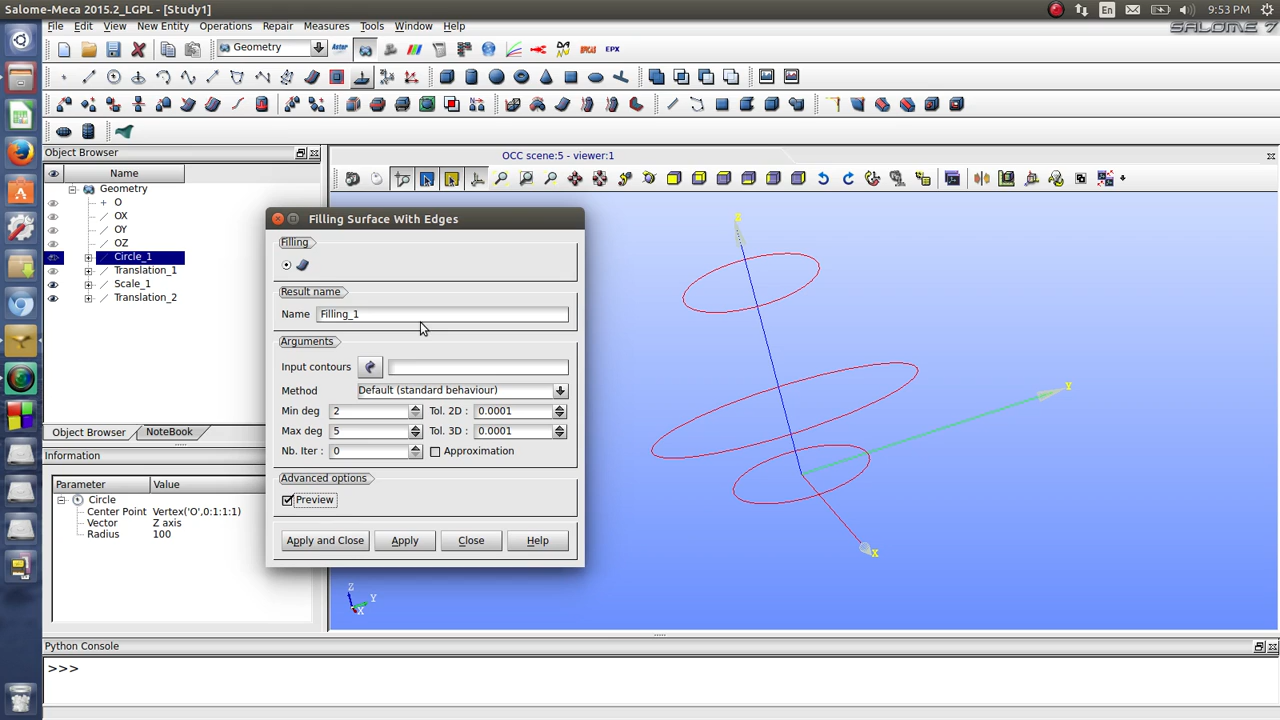 Salome-Meca 2015.2_LGPL - [Study1]
En
9:53 PM
File Edit View New Entity Operations Repair Measures Tools Window Help
SALOME 7
Geometry
Aster
EPX
Object Browser
OCC scene:5 - viewer:1
Name
Geometry
O
OX
OY
OZ
Circle_1
Translation_1
Scale_1
Translation_2
Object Browser
NoteBook
Information
Parameter Value
Circle
Center Point Vertex('O',0:1:1:1)
Vector Z axis
Radius 100
Filling Surface With Edges
Filling
Result name
Name Filling_1
Arguments
Input contours
Method Default (standard behaviour)
Min deg 2 Tol. 2D : 0.0001
Max deg 5 Tol. 3D : 0.0001
Nb. Iter : 0 Approximation
Advanced options
Preview
Apply and Close Apply Close Help
Z
Y
X
Z
Y
X
Python Console
>>>